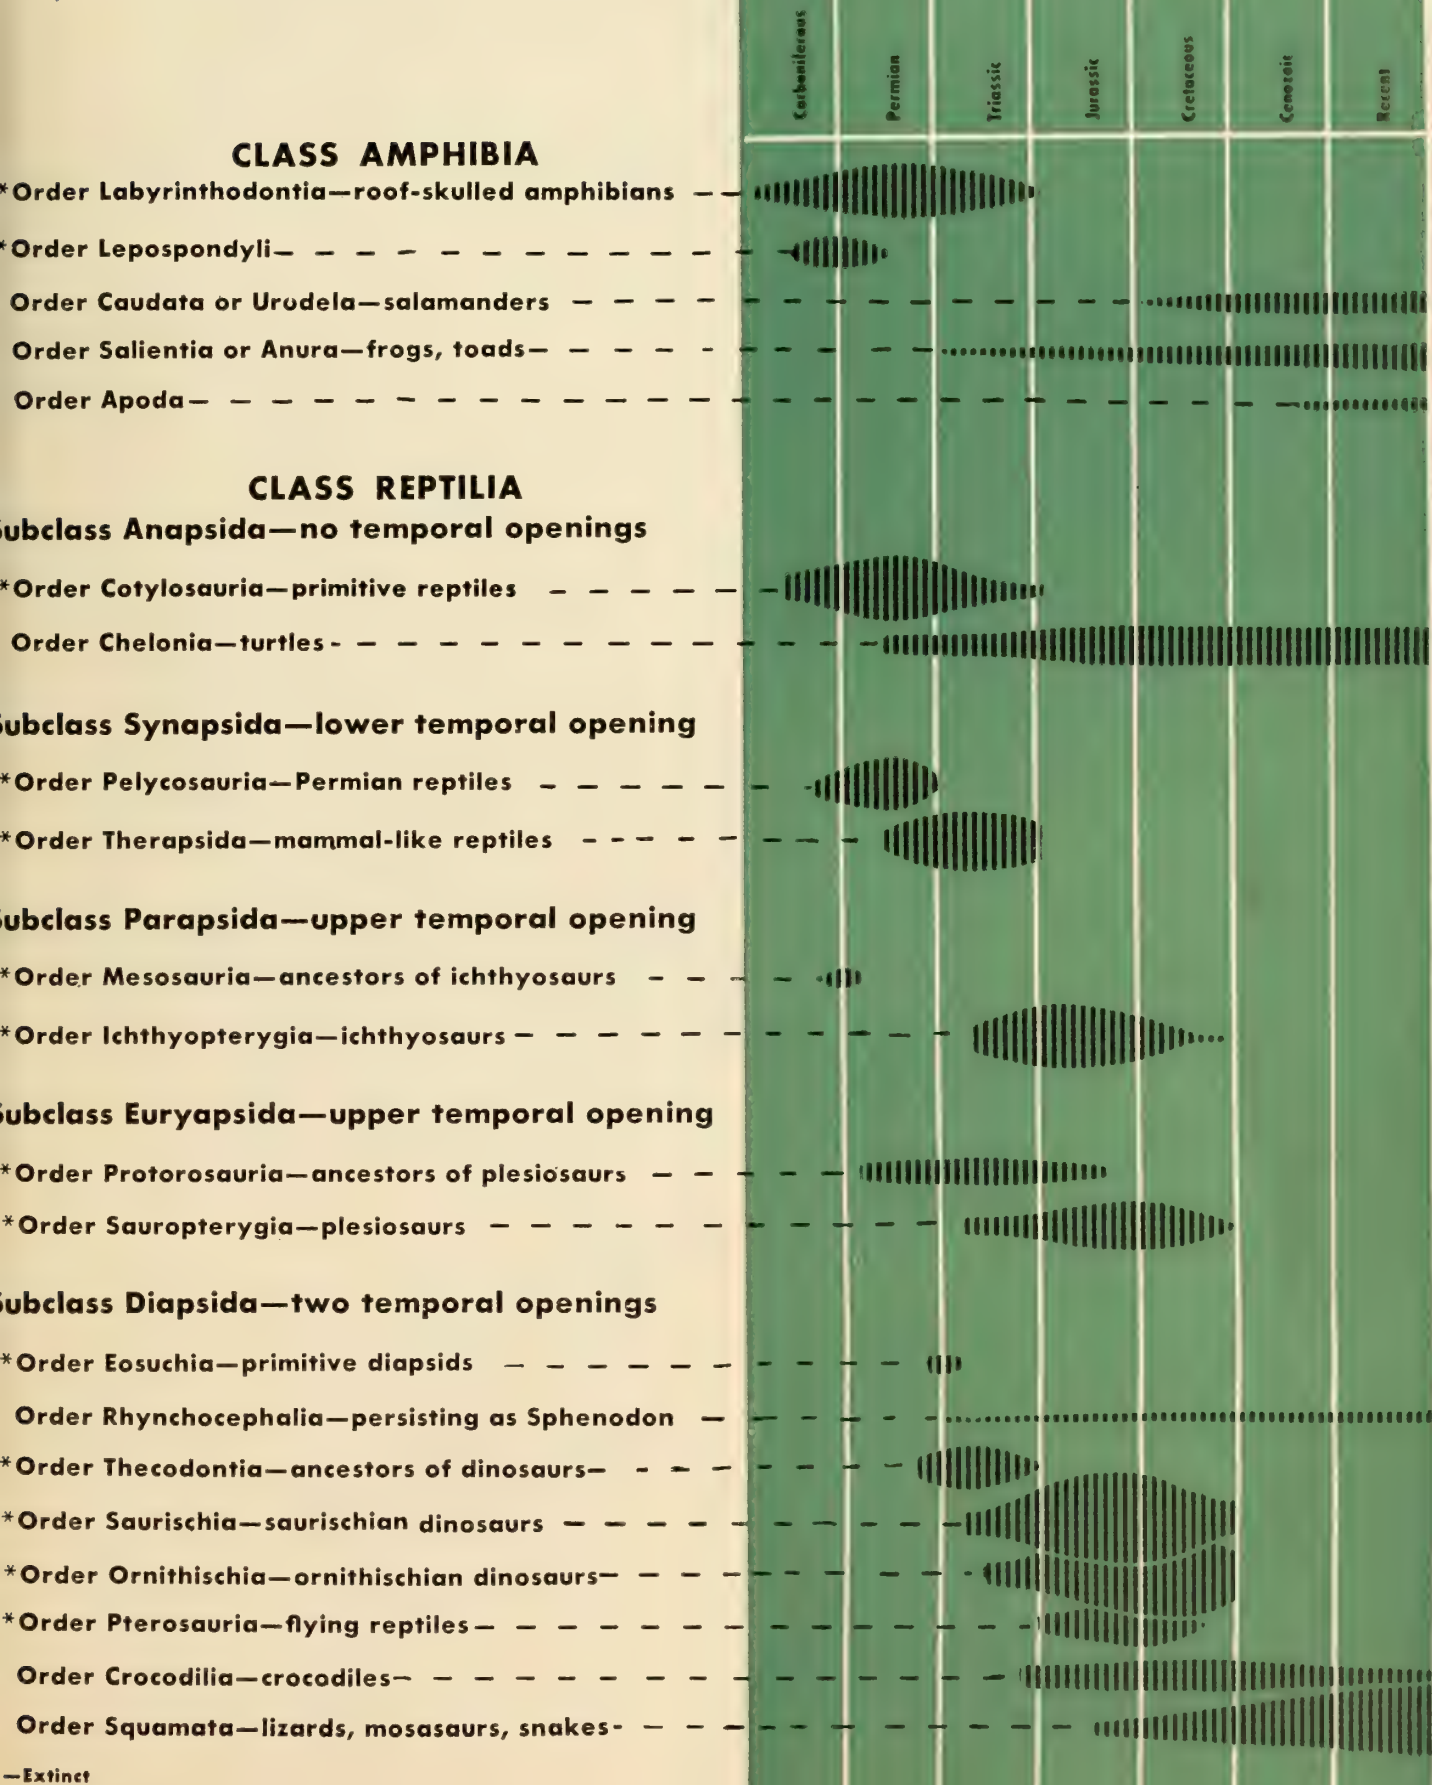 Carboniferous
Permian
Triassic
Jurassic
Cretaceous
Cenozoic
Recent
CLASS AMPHIBIA
*Order Labyrinthodontia—roof-skulled amphibians
*Order Lepospondyli
Order Caudata or Urodela—salamanders
Order Salientia or Anura—frogs, toads
Order Apoda
CLASS REPTILIA
ubclass Anapsida—no temporal openings
*Order Cotylosauria—primitive reptiles
Order Chelonia—turtles
ubclass Synapsida—lower temporal opening
*Order Pelycosauria—Permian reptiles
*Order Therapsida—mammal-like reptiles
ubclass Parapsida—upper temporal opening
*Order Mesosauria—ancestors of ichthyosaurs
*Order Ichthyopterygia—ichthyosaurs
ubclass Euryapsida—upper temporal opening
*Order Protorosauria—ancestors of plesiosaurs
*Order Sauropterygia—plesiosaurs
ubclass Diapsida—two temporal openings
*Order Eosuchia—primitive diapsids
Order Rhynchocephalia—persisting as Sphenodon
*Order Thecodontia—ancestors of dinosaurs
*Order Saurischia—saurischian dinosaurs
*Order Ornithischia—ornithischian dinosaurs
*Order Pterosauria—flying reptiles
Order Crocodilia—crocodiles
Order Squamata—lizards, mosasaurs, snakes
—Extinct